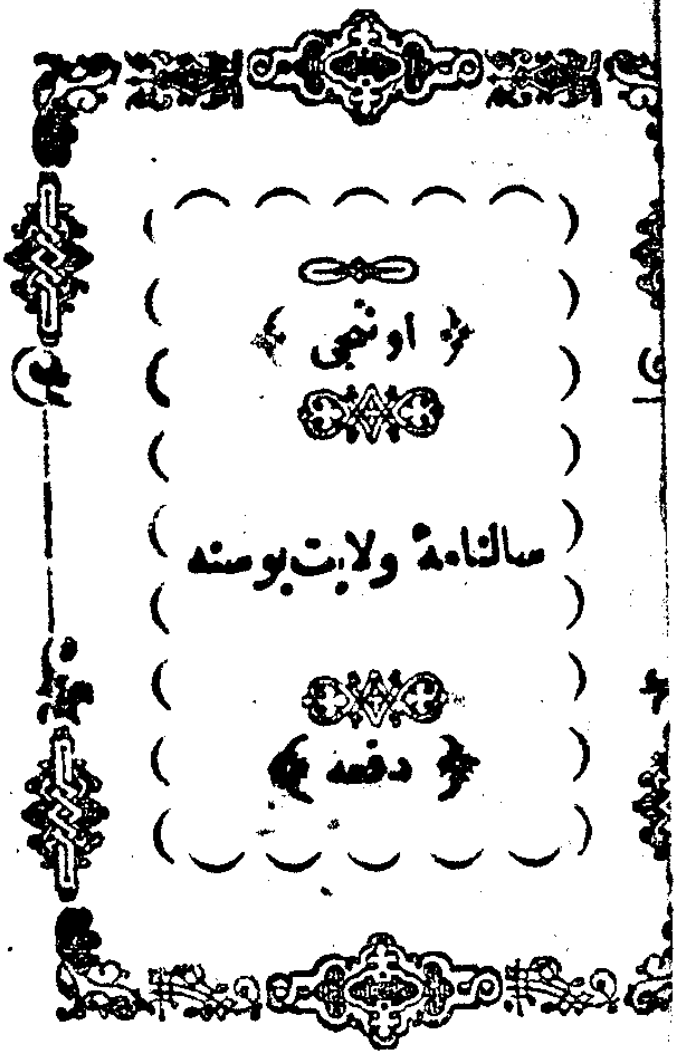 ﴿ اونجی ﴾
سالنامهٔ ولایت بوسنه
﴿ دفعه ﴾